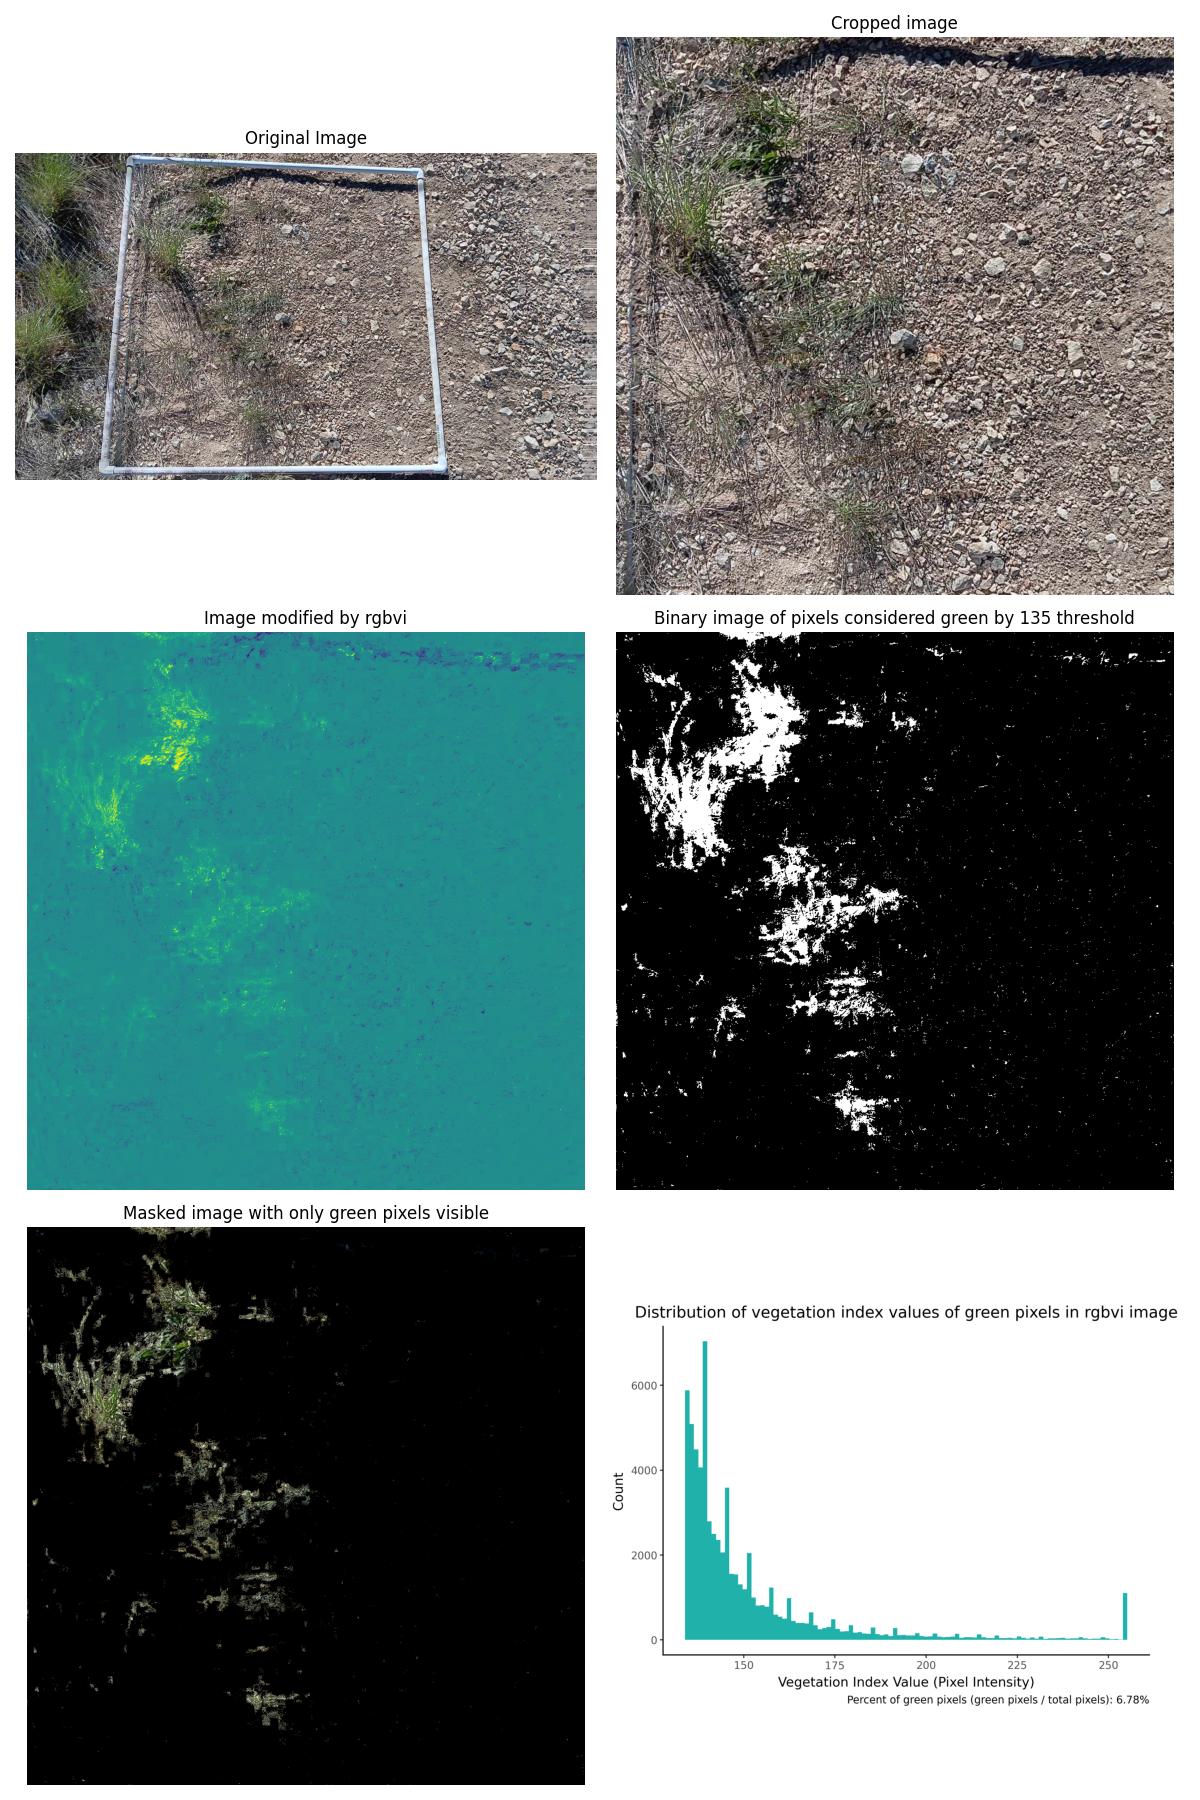 Cropped image
Original Image
Image modified by rgbvi
Binary image of pixels considered green by 135 threshold
Masked image with only green pixels visible
Distribution of vegetation index values of green pixels in rgbvi image
6000
4000
2000
0
Count
150 175 200 225 250
Vegetation Index Value (Pixel Intensity)
Percent of green pixels (green pixels / total pixels): 6.78%